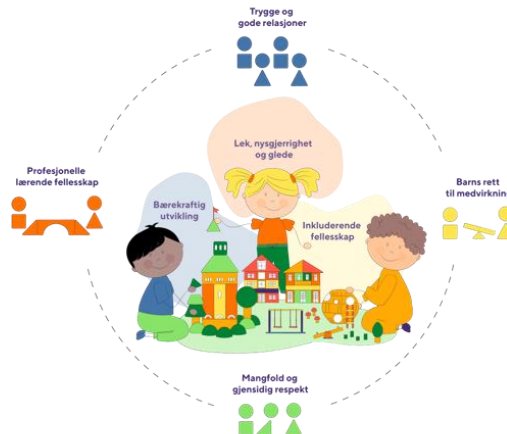 Trygge og
gode relasjoner
Lek, nysgjerrighet
og glede
Profesjonelle
lærende fellesskap
Barns rett
til medvirkning
Bærekraftig
utvikling
Inkluderende
fellesskap
Mangfold og
gjensidig respekt